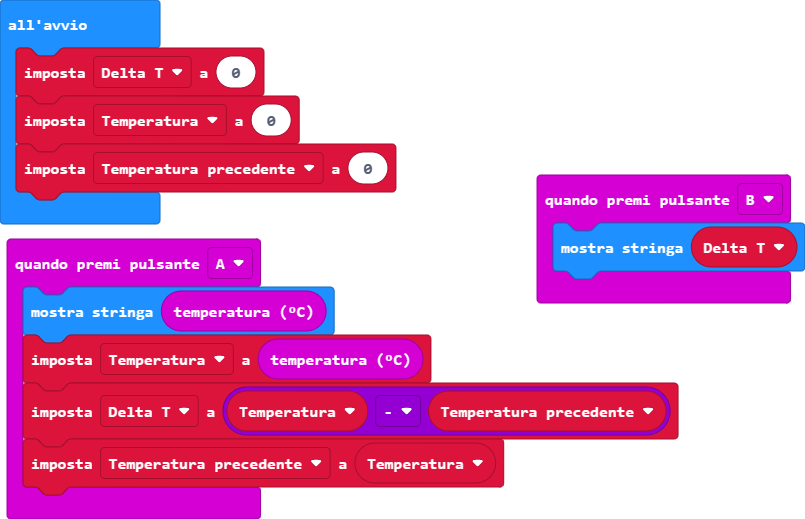 all'avvio
imposta Delta T a 0
imposta Temperatura a 0
imposta Temperatura precedente a 0
quando premi pulsante B
mostra stringa Delta T
quando premi pulsante A
mostra stringa temperatura (ºC)
imposta Temperatura a temperatura (ºC)
imposta Delta T a Temperatura - Temperatura precedente
imposta Temperatura precedente a Temperatura